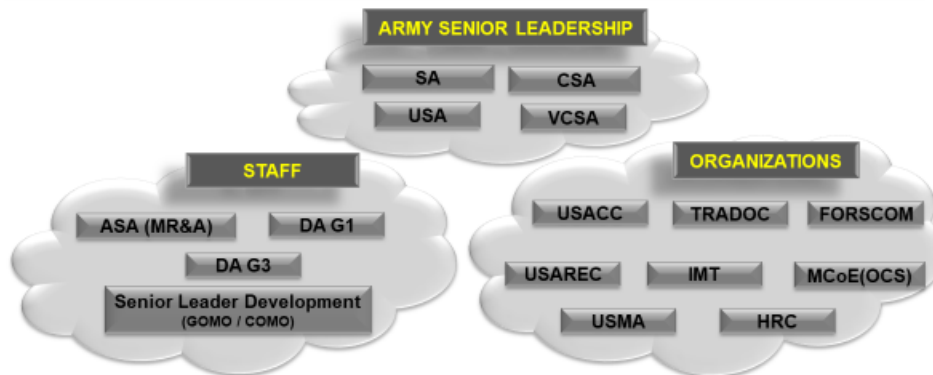 ARMY SENIOR LEADERSHIP
SA
CSA
USA
VCSA
STAFF
ASA (MR&A)
DA G1
DA G3
Senior Leader Development
(GOMO / COMO)
ORGANIZATIONS
USACC
TRADOC
FORSCOM
USAREC
IMT
MCoE(OCS)
USMA
HRC